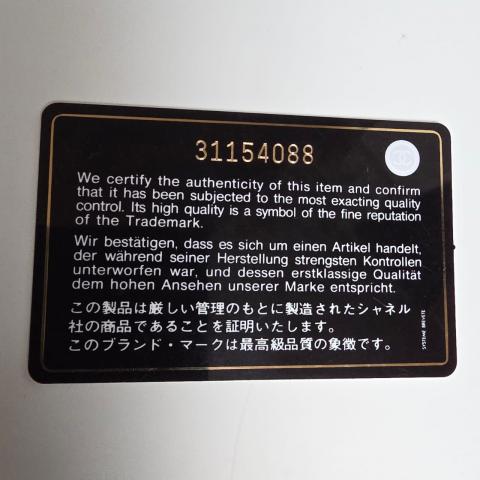 31154088
We certify the authenticity of this item and confirm
that it has been subjected to the most exacting quality
control. Its high quality is a symbol of the fine reputation
of the Trademark.
Wir bestätigen, dass es sich um einen Artikel handelt,
der während seiner Herstellung strengsten Kontrollen
unterworfen war, und dessen erstklassige Qualität
dem hohen Ansehen unserer Marke entspricht.
この製品は厳しい管理のもとに製造されたシャネル
社の商品であることを証明いたします。
このブランド・マークは最高級品質の象徴です。
SYSTEME BREVETE